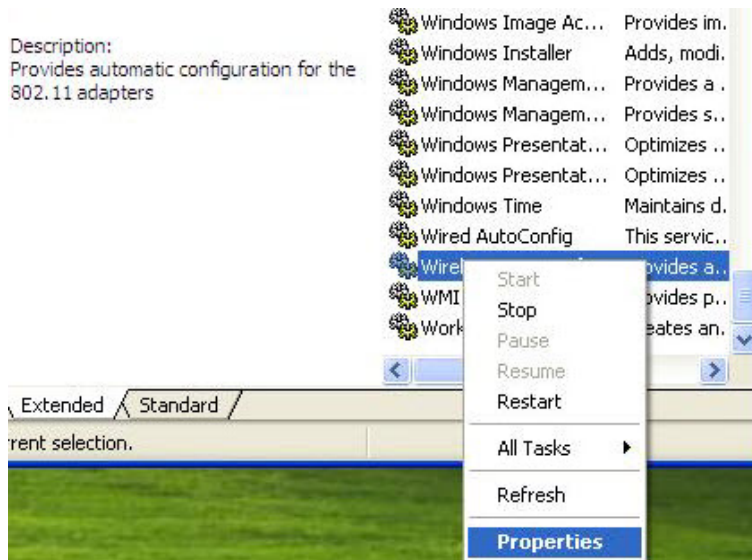 Description:
Provides automatic configuration for the
802.11 adapters
Windows Image Ac... Provides im.
Windows Installer Adds, modi.
Windows Managem... Provides a .
Windows Managem... Provides s..
Windows Presentat... Optimizes ..
Windows Presentat... Optimizes ..
Windows Time Maintains d.
Wired AutoConfig This servic..
Wirel ovides a..
WMI ovides p..
Work eates an.
Start
Stop
Pause
Resume
Restart
All Tasks
Refresh
Properties
Extended Standard
rrent selection.